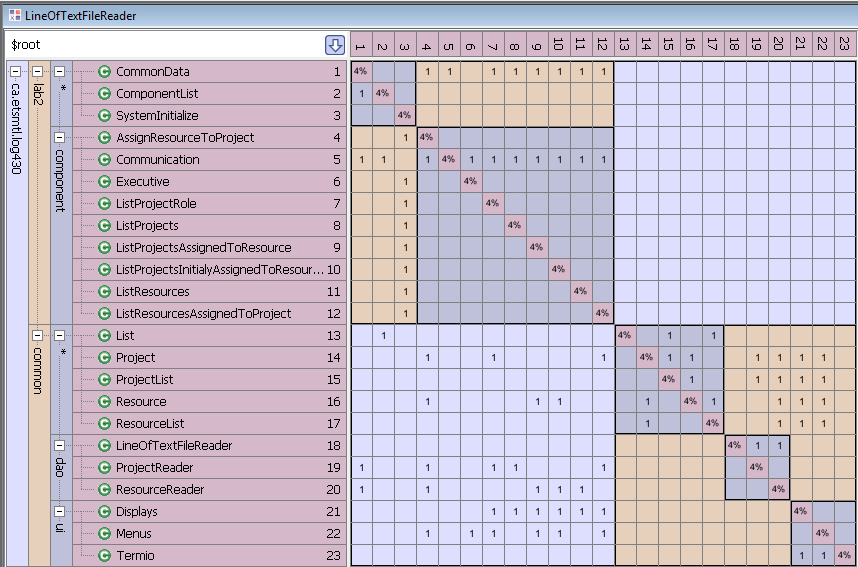 LineOfTextFileReader
$root
1 2 3 4 5 6 7 8 9 10 11 12 13 14 15 16 17 18 19 20 21 22 23
ca.etsmtl.log430
lab2
*
CommonData 1 4% 1 1 1 1 1 1 1 1
ComponentList 2 1 4%
SystemInitialize 3 4%
component
AssignResourceToProject 4 1 4%
Communication 5 1 1 1 4% 1 1 1 1 1 1 1
Executive 6 1 4%
ListProjectRole 7 1 4%
ListProjects 8 1 4%
ListProjectsAssignedToResource 9 1 4%
ListProjectsInitialyAssignedToResour... 10 1 4%
ListResources 11 1 4%
ListResourcesAssignedToProject 12 1 4%
common
*
List 13 1 4% 1 1
Project 14 1 1 1 4% 1 1 1 1 1 1
ProjectList 15 4% 1 1 1 1 1
Resource 16 1 1 1 1 4% 1 1 1 1
ResourceList 17 1 4% 1 1 1
dao
LineOfTextFileReader 18 4% 1 1
ProjectReader 19 1 1 1 1 1 4%
ResourceReader 20 1 1 1 1 1 4%
ui
Displays 21 1 1 1 1 1 1 4%
Menus 22 1 1 1 1 1 1 4%
Termio 23 1 1 4%